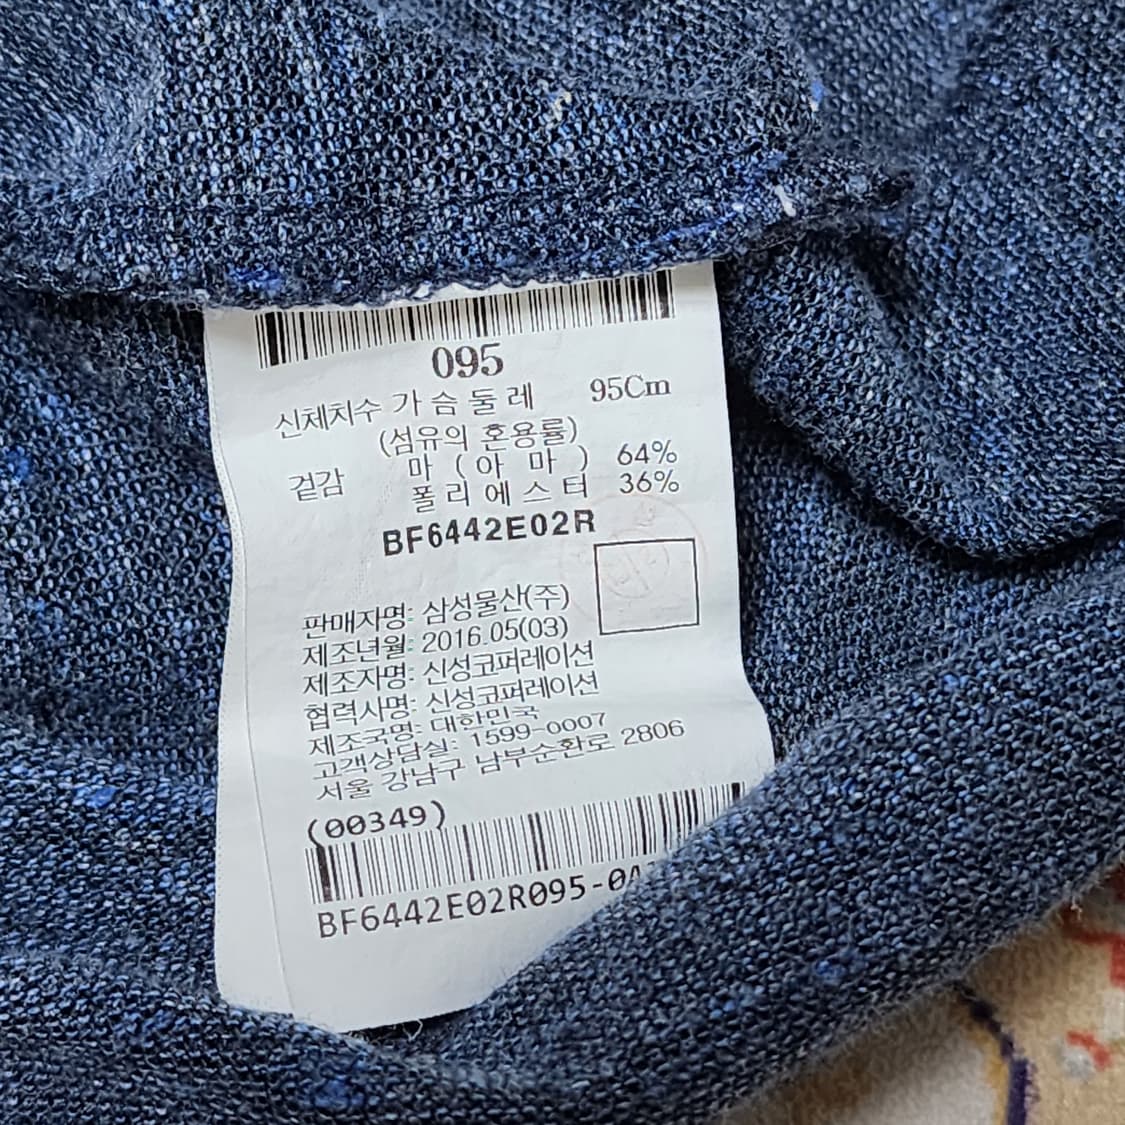 095
신체치수 가슴둘레 95Cm
(섬유의 혼용률)
겉감 마 (아 마) 64%
폴리에스터 36%
BF6442E02R
판매자명: 삼성물산(주)
제조년월: 2016.05(03)
제조자명: 신성코퍼레이션
협력사명: 신성코퍼레이션
제조국명: 대한민국
고객상담실: 1599-0007
서울 강남구 남부순환로 2806
(00349)
BF6442E02R095-0A